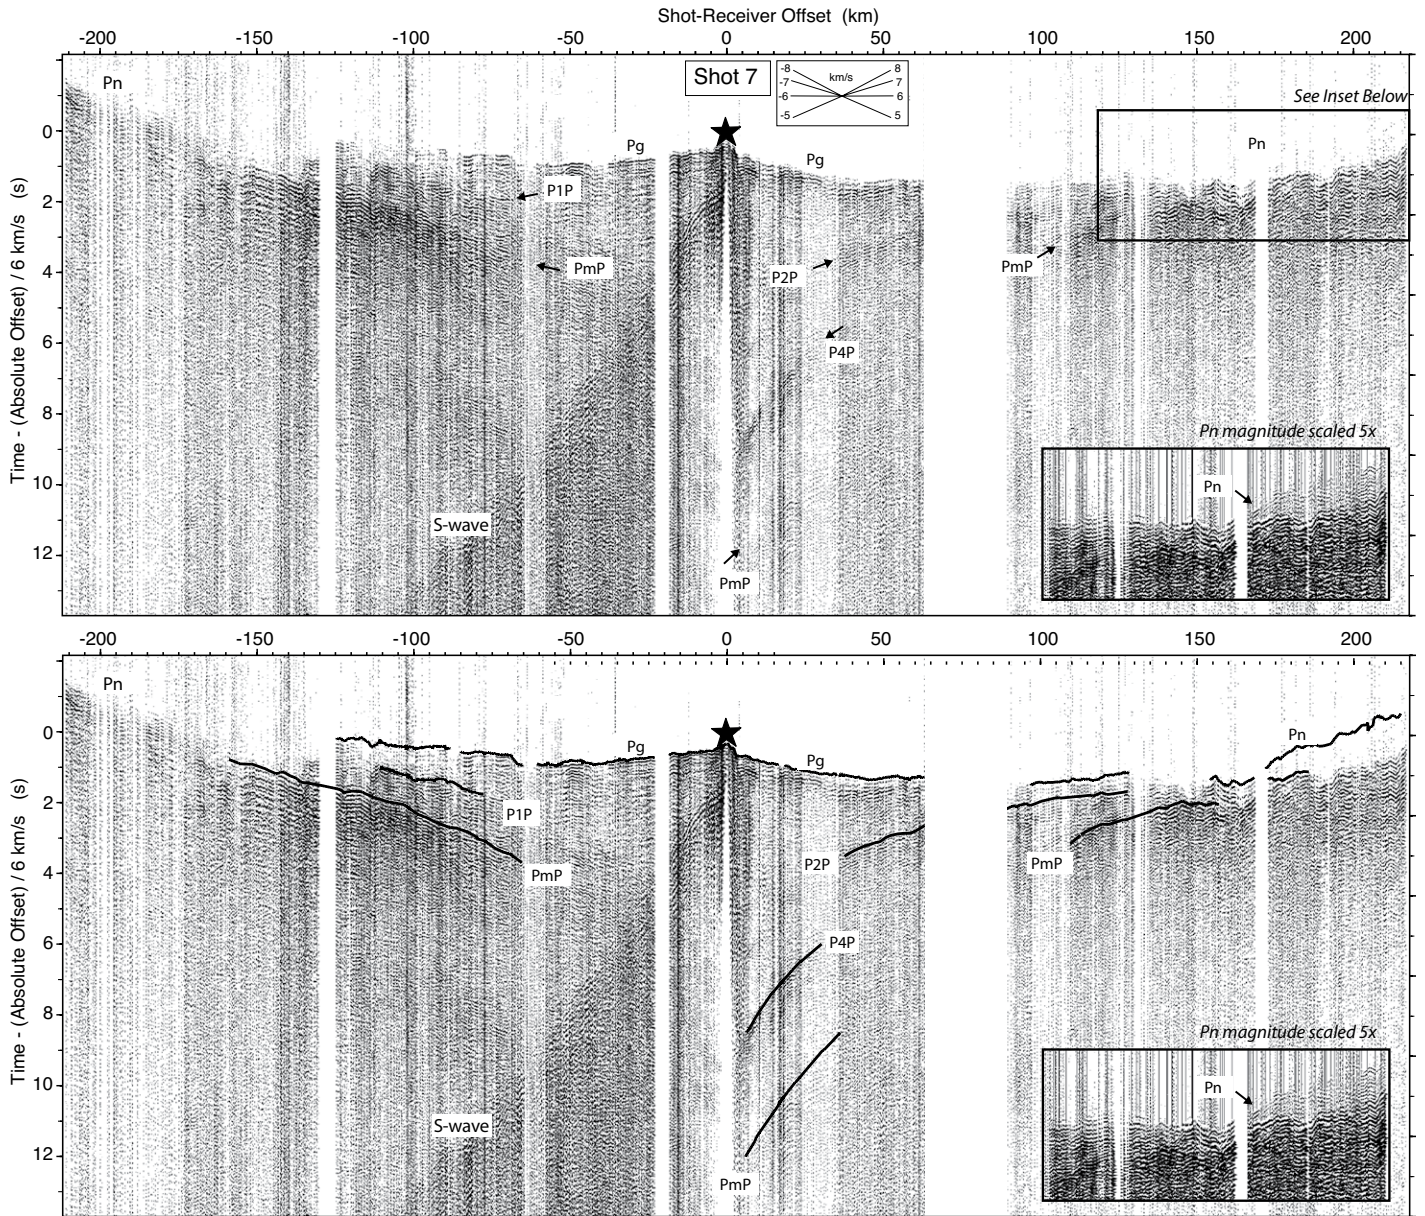 Shot-Receiver Offset (km)
-200 -150 -100 -50 0 50 100 150 200
Time - (Absolute Offset) / 6 km/s (s)
0
2
4
6
8
10
12
Pn
Shot 7
-8 8
-7 km/s 7
-6 6
-5 5
See Inset Below
Pn
Pg
Pg
P1P
PmP
P2P
PmP
P4P
Pn magnitude scaled 5x
Pn
S-wave
PmP
-200 -150 -100 -50 0 50 100 150 200
Time - (Absolute Offset) / 6 km/s (s)
0
2
4
6
8
10
12
Pn
Pg
Pg
Pn
P1P
PmP
P2P
PmP
P4P
Pn magnitude scaled 5x
Pn
S-wave
PmP